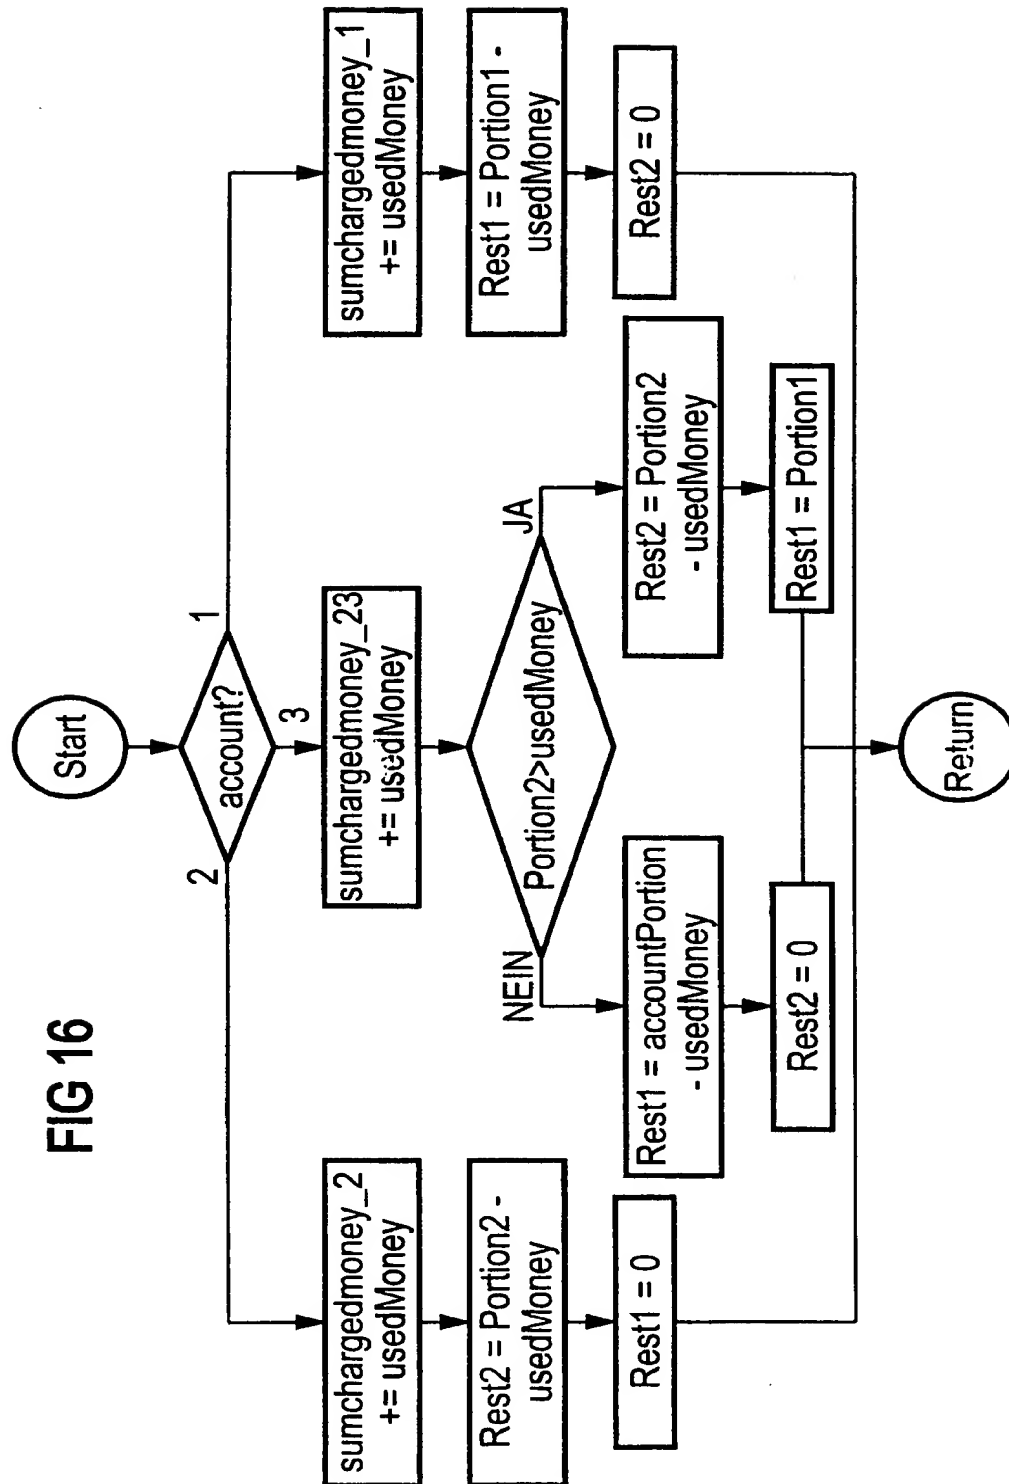 FIG 16
Start
account?
2
3
1
sumchargedmoney_2
+= usedMoney
Rest2 = Portion2 -
usedMoney
Rest1 = 0
sumchargedmoney_23
+= usedMoney
Portion2>usedMoney
NEIN
JA
Rest1 = accountPortion
- usedMoney
Rest2 = 0
Rest2 = Portion2
- usedMoney
Rest1 = Portion1
sumchargedmoney_1
+= usedMoney
Rest1 = Portion1 -
usedMoney
Rest2 = 0
Return